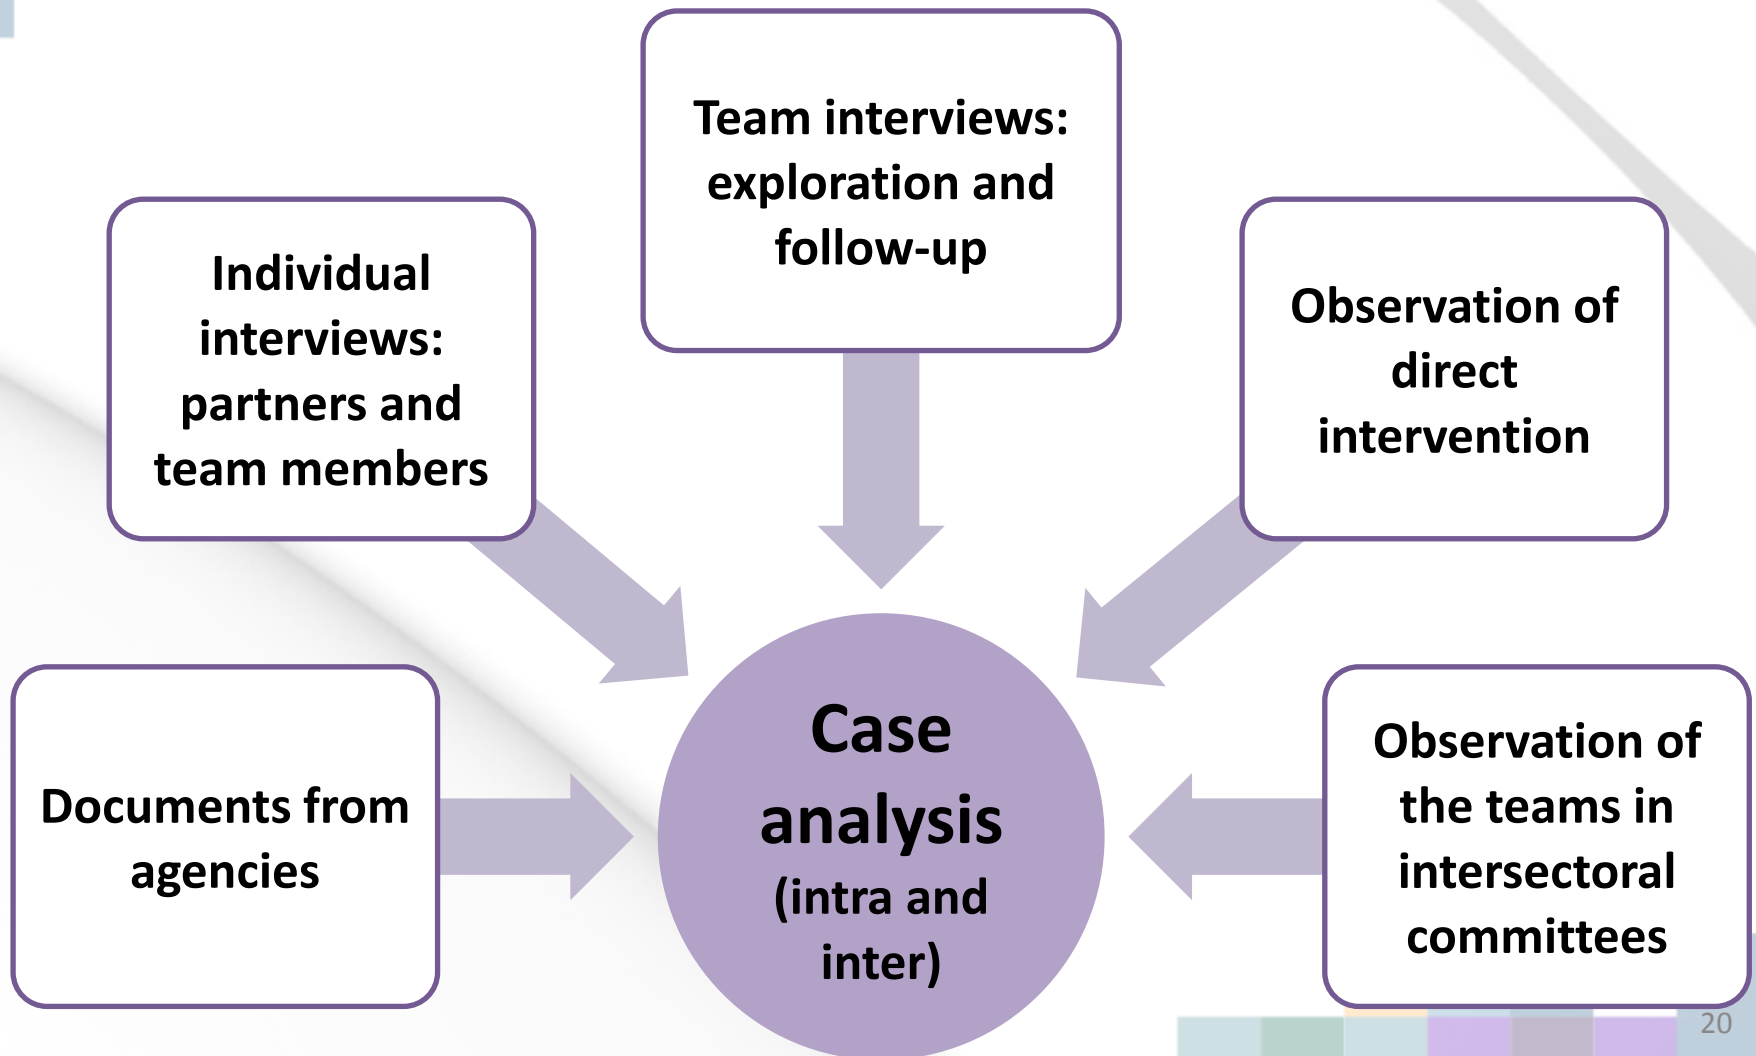 Team interviews:
exploration and
follow-up
Individual
interviews:
partners and
team members
Observation of
direct
intervention
Documents from
agencies
Case
analysis
(intra and
inter)
Observation of
the teams in
intersectoral
committees
20